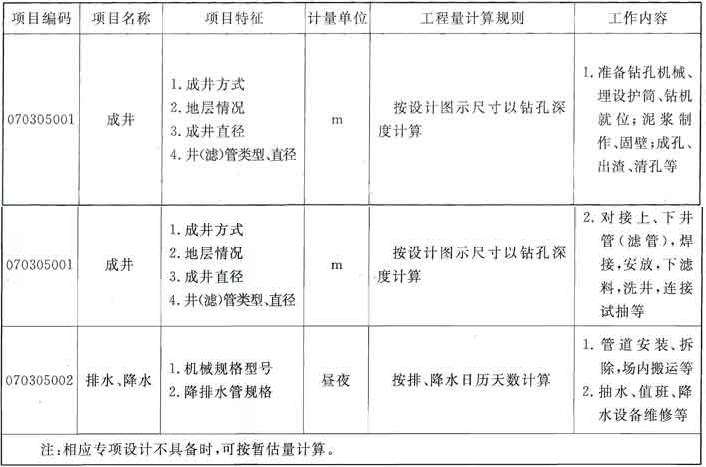 项目编码 项目名称 项目特征 计量单位 工程量计算规则 工作内容
070305001
成井
1.成井方式
2.地层情况
3.成井直径
4.井(滤)管类型、直径
m
按设计图示尺寸以钻孔深
度计算
1.准备钻孔机械、
埋设护筒、钻机
就位;泥浆制
作、固壁;成孔、
出渣、清孔等
070305001
成井
1.成井方式
2.地层情况
3.成井直径
4.井(滤)管类型、直径
m
按设计图示尺寸以钻孔深
度计算
2.对接上、下井
管(滤管),焊
接,安放,下滤
料,洗井,连接
试抽等
070305002
排水、降水
1.机械规格型号
2.降排水管规格
昼夜
按排、降水日历天数计算
1.管道安装、拆
除,场内搬运等
2.抽水、值班、降
水设备维修等
注:相应专项设计不具备时,可按暂估量计算。